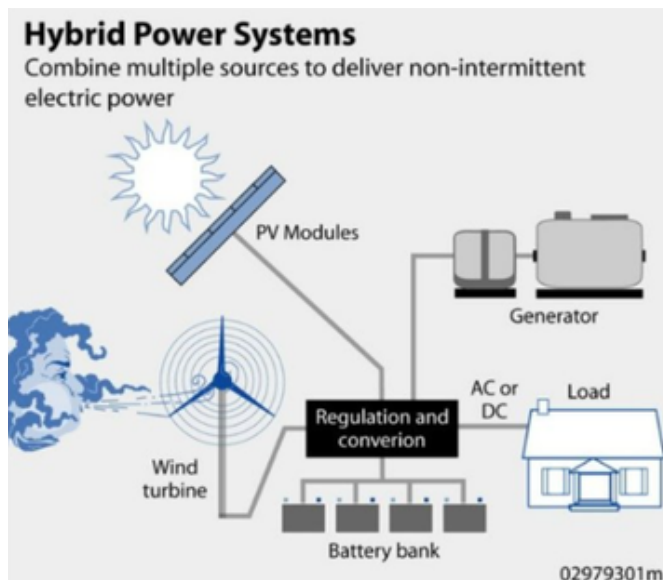 Hybrid Power Systems
Combine multiple sources to deliver non-intermittent
electric power
PV Modules
Generator
AC or
DC
Load
Regulation and
converion
Wind
turbine
Battery bank
02979301m